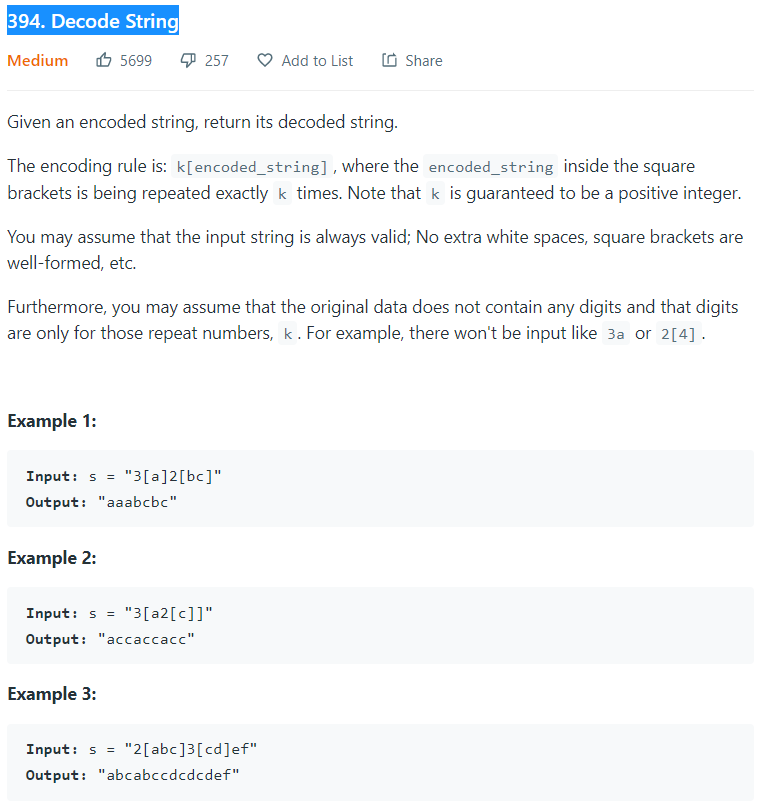 394. Decode String
Medium 5699 257 Add to List Share
Given an encoded string, return its decoded string.
The encoding rule is: k[encoded_string], where the encoded_string inside the square
brackets is being repeated exactly k times. Note that k is guaranteed to be a positive integer.
You may assume that the input string is always valid; No extra white spaces, square brackets are
well-formed, etc.
Furthermore, you may assume that the original data does not contain any digits and that digits
are only for those repeat numbers, k. For example, there won't be input like 3a or 2[4].
Example 1:
Input: s = "3[a]2[bc]"
Output: "aaabcbc"
Example 2:
Input: s = "3[a2[c]]"
Output: "accaccacc"
Example 3:
Input: s = "2[abc]3[cd]ef"
Output: "abcabccdcdcdef"